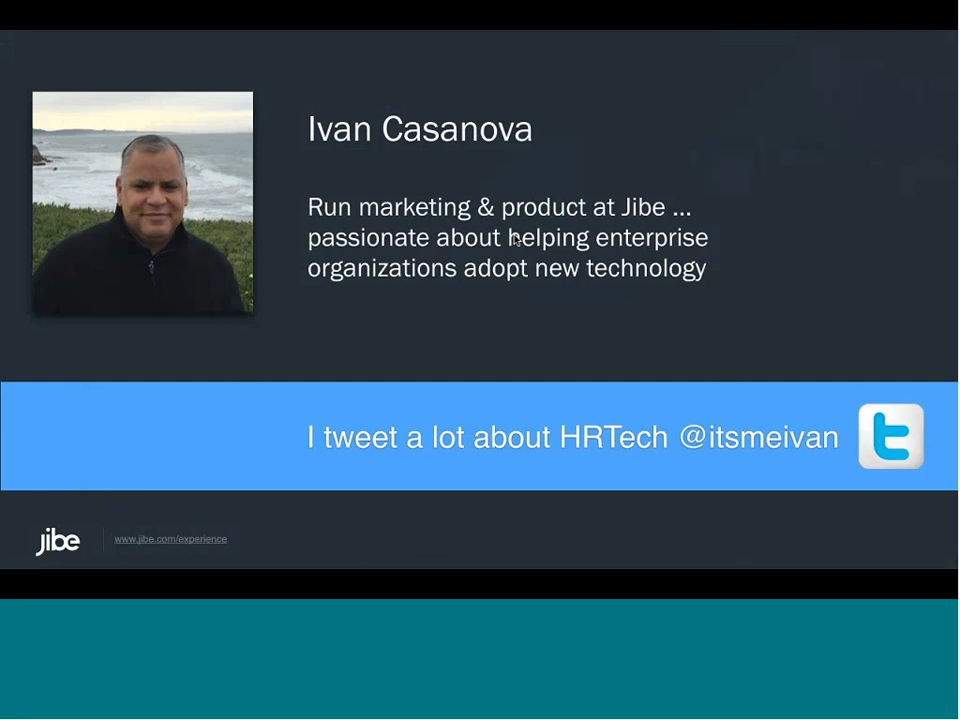 Ivan Casanova
Run marketing & product at Jibe ...
passionate about helping enterprise
organizations adopt new technology
I tweet a lot about HRTech @itsmeivan
t
jibe
www.jibe.com/experience